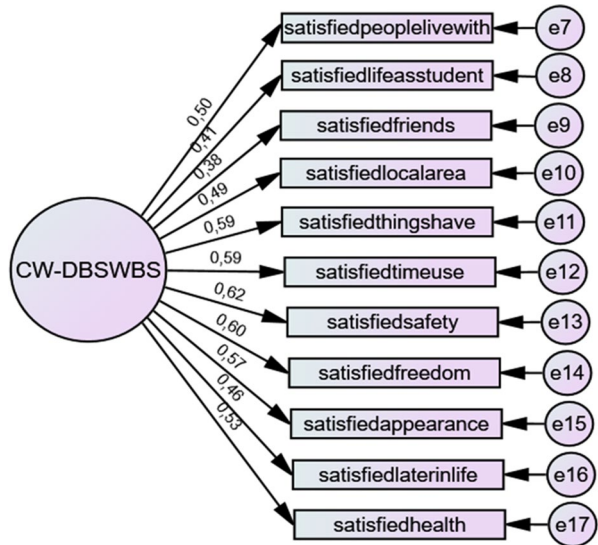 satisfiedpeoplelivewith e7
satisfiedlifeasstudent e8
satisfiedfriends e9
satisfiedlocalarea e10
satisfiedthingshave e11
satisfiedtimeuse e12
satisfiedsafety e13
satisfiedfreedom e14
satisfiedappearance e15
satisfiedlaterinlife e16
satisfiedhealth e17
CW-DBSWBS
0,50
0,41
0,38
0,49
0,59
0,59
0,62
0,60
0,57
0,46
0,53